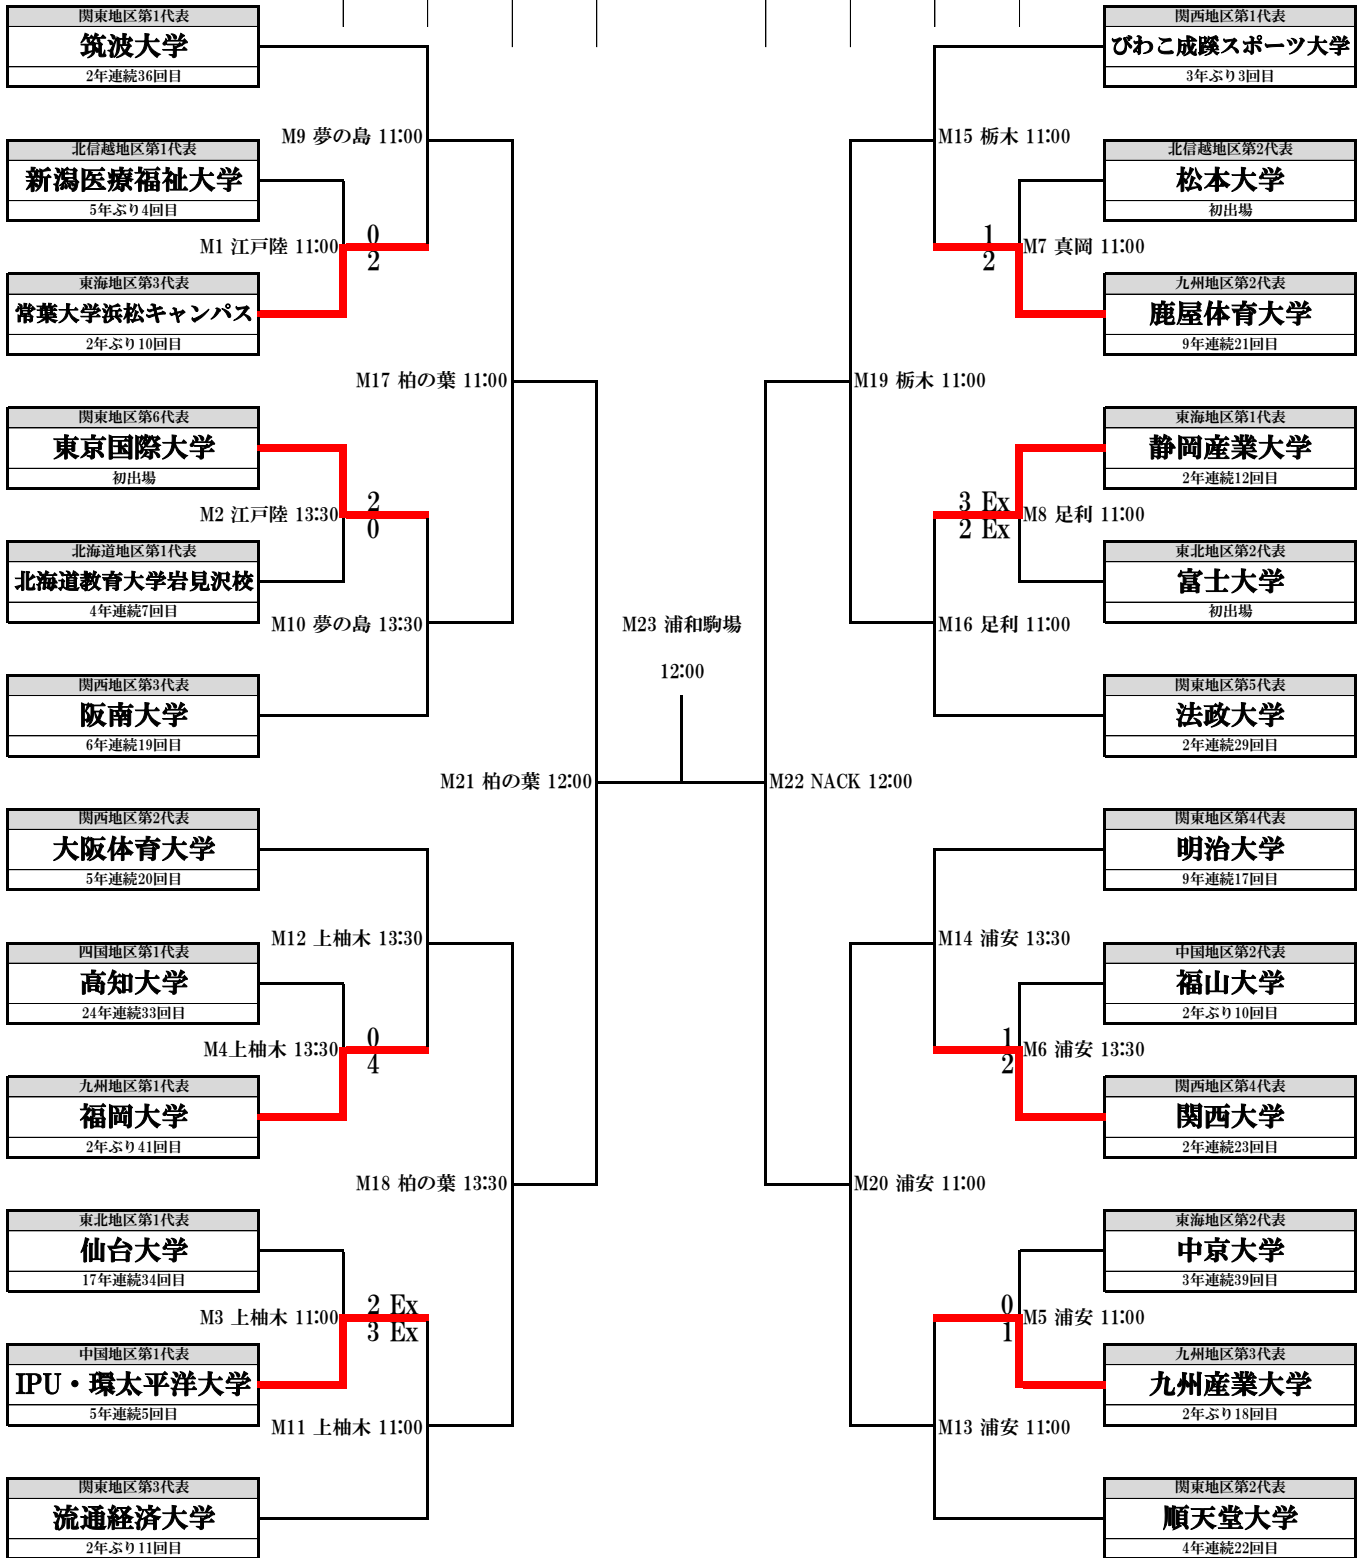 関東地区第1代表
筑波大学
2年連続36回目
M9 夢の島 11:00
北信越地区第1代表
新潟医療福祉大学
5年ぶり4回目
M1 江戸陸 11:00
0
2
東海地区第3代表
常葉大学浜松キャンパス
2年ぶり10回目
M17 柏の葉 11:00
関東地区第6代表
東京国際大学
初出場
M2 江戸陸 13:30
2
0
北海道地区第1代表
北海道教育大学岩見沢校
4年連続7回目
M10 夢の島 13:30
関西地区第3代表
阪南大学
6年連続19回目
M21 柏の葉 12:00
関西地区第2代表
大阪体育大学
5年連続20回目
M12 上柚木 13:30
四国地区第1代表
高知大学
24年連続33回目
M4上柚木 13:30
0
4
九州地区第1代表
福岡大学
2年ぶり41回目
M18 柏の葉 13:30
東北地区第1代表
仙台大学
17年連続34回目
M3 上柚木 11:00
2 Ex
3 Ex
中国地区第1代表
IPU・環太平洋大学
5年連続5回目
M11 上柚木 11:00
関東地区第3代表
流通経済大学
2年ぶり11回目
M23 浦和駒場
12:00
関西地区第1代表
びわこ成蹊スポーツ大学
3年ぶり3回目
M15 栃木 11:00
北信越地区第2代表
松本大学
初出場
1
2
M7 真岡 11:00
九州地区第2代表
鹿屋体育大学
9年連続21回目
M19 栃木 11:00
東海地区第1代表
静岡産業大学
2年連続12回目
3 Ex
2 Ex
M8 足利 11:00
東北地区第2代表
富士大学
初出場
M16 足利 11:00
関東地区第5代表
法政大学
2年連続29回目
M22 NACK 12:00
関東地区第4代表
明治大学
9年連続17回目
M14 浦安 13:30
中国地区第2代表
福山大学
2年ぶり10回目
1
2
M6 浦安 13:30
関西地区第4代表
関西大学
2年連続23回目
M20 浦安 11:00
東海地区第2代表
中京大学
3年連続39回目
0
1
M5 浦安 11:00
九州地区第3代表
九州産業大学
2年ぶり18回目
M13 浦安 11:00
関東地区第2代表
順天堂大学
4年連続22回目